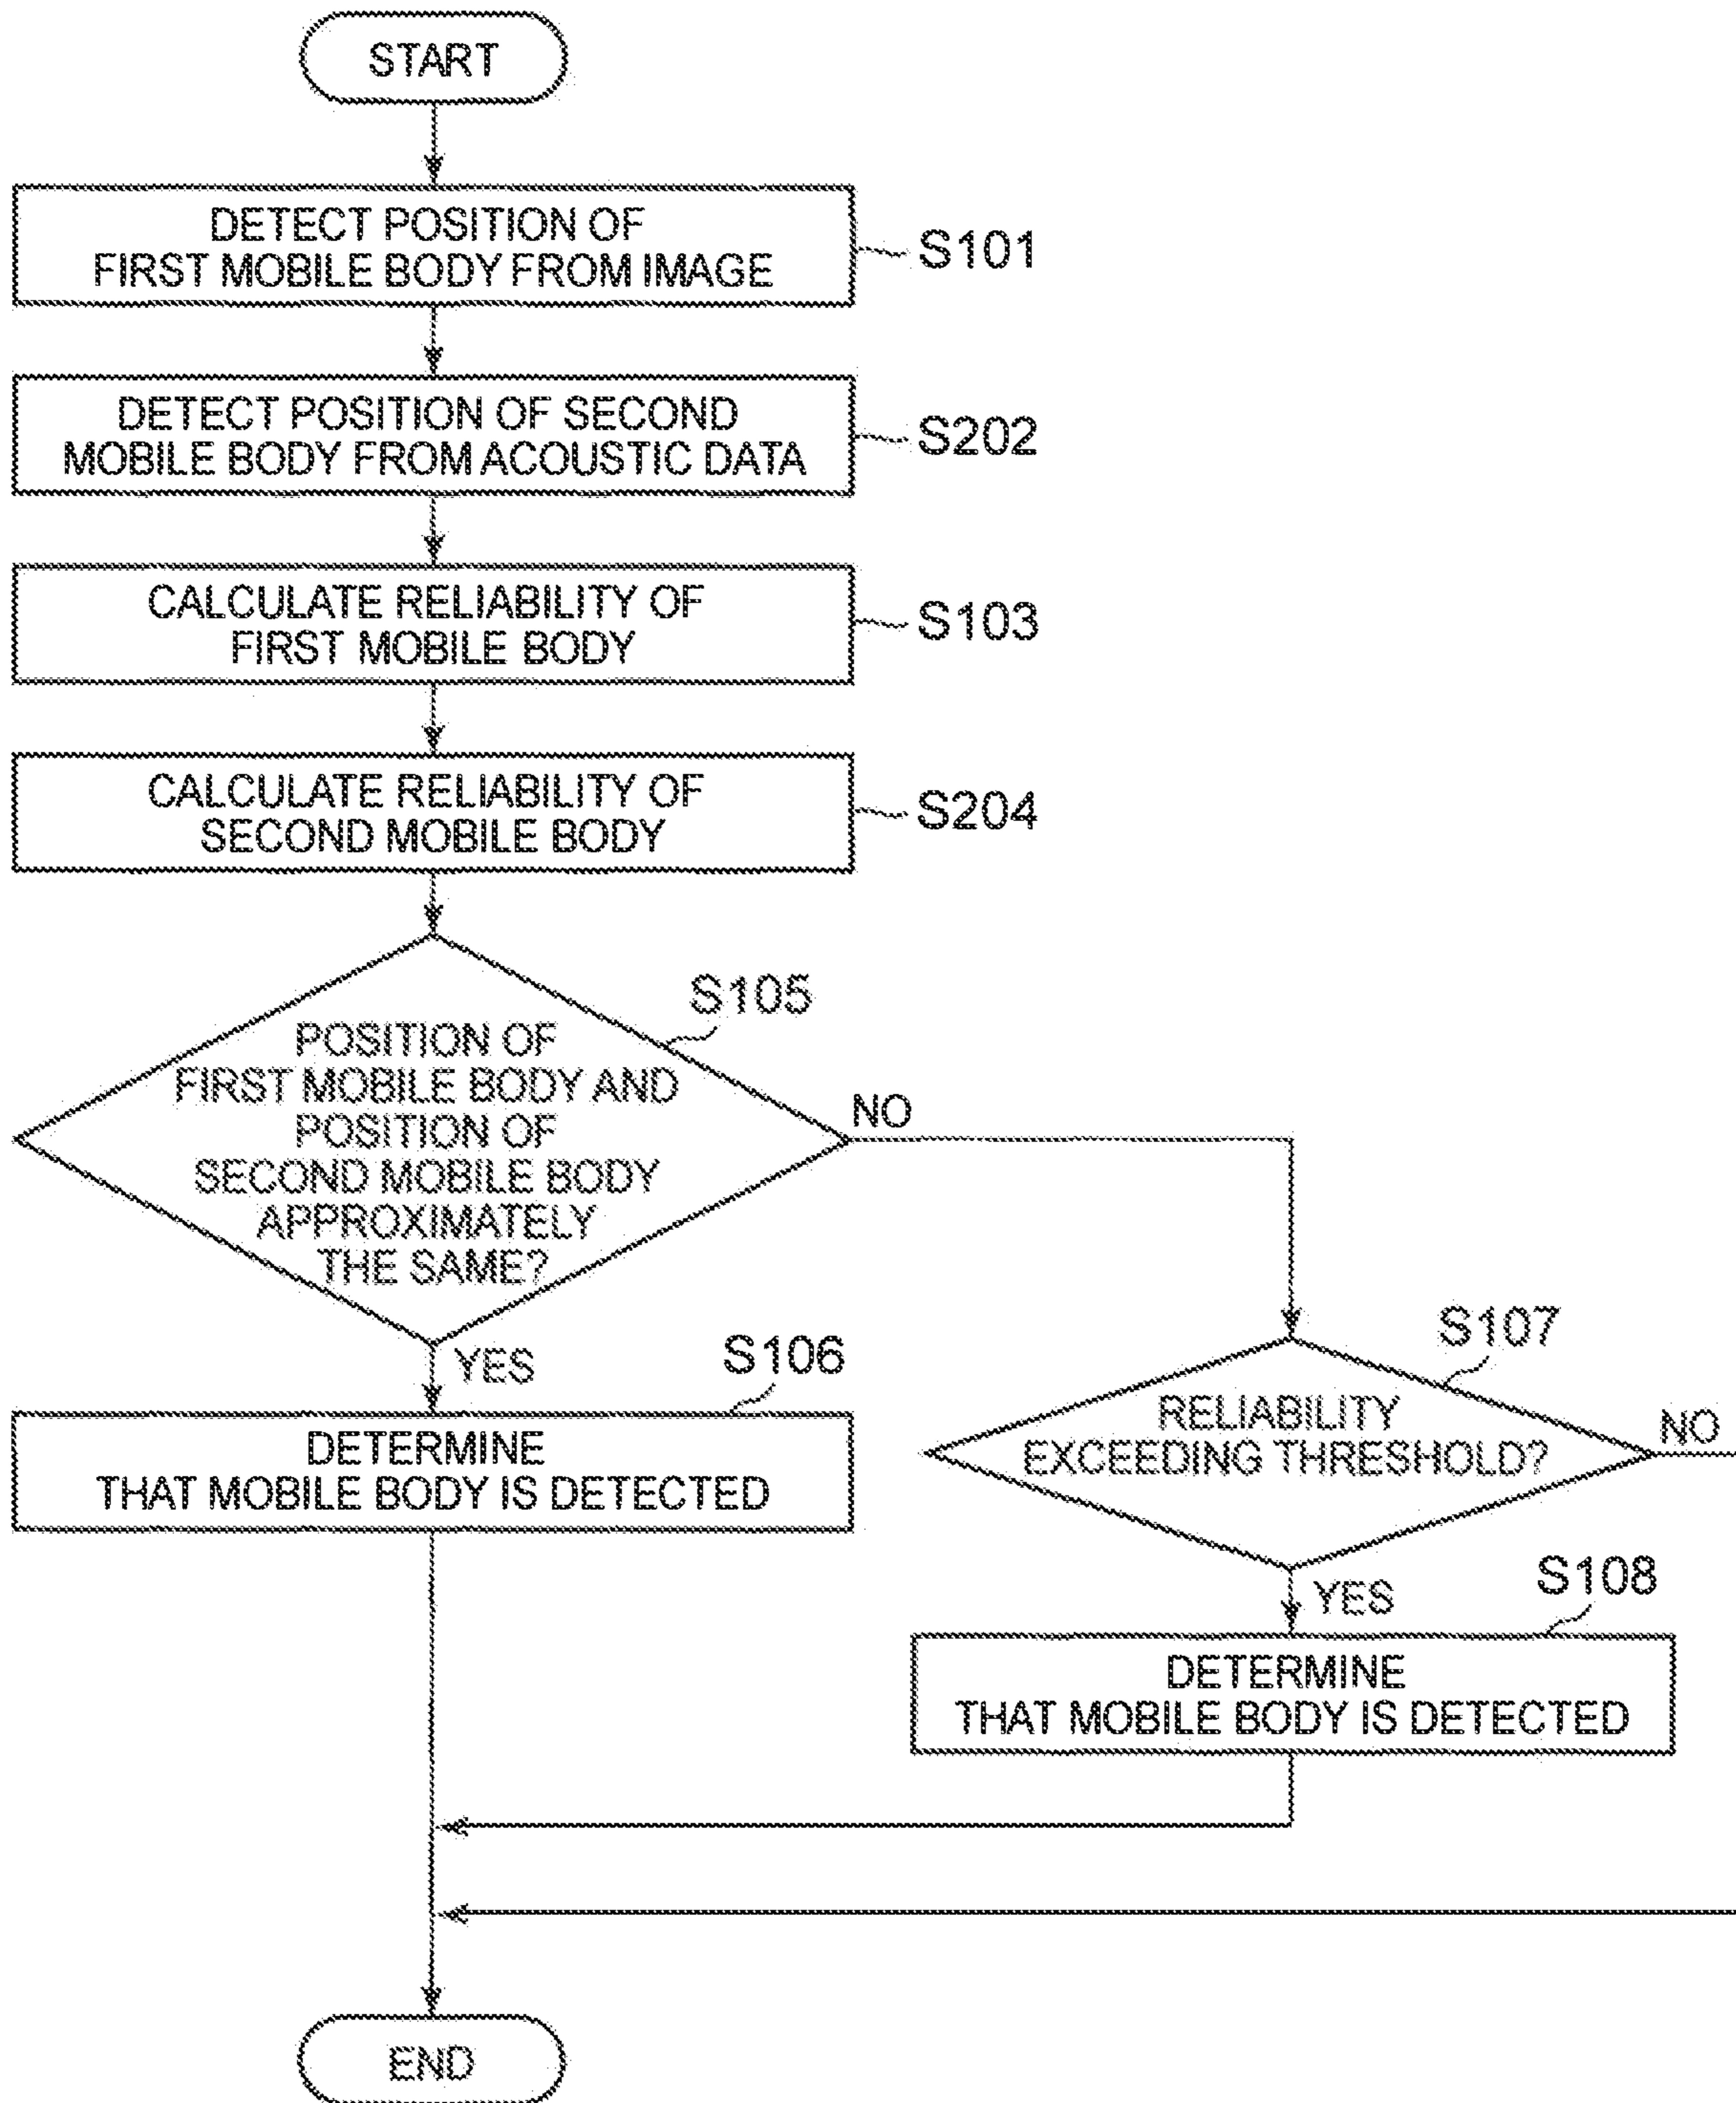 START
DETECT POSITION OF
FIRST MOBILE BODY FROM IMAGE
S101
DETECT POSITION OF SECOND
MOBILE BODY FROM ACOUSTIC DATA
S202
CALCULATE RELIABILITY OF
FIRST MOBILE BODY
S103
CALCULATE RELIABILITY OF
SECOND MOBILE BODY
S204
S105
POSITION OF
FIRST MOBILE BODY AND
POSITION OF
SECOND MOBILE BODY
APPROXIMATELY
THE SAME?
NO
YES
S106
DETERMINE
THAT MOBILE BODY IS DETECTED
S107
RELIABILITY
EXCEEDING THRESHOLD?
NO
YES
S108
DETERMINE
THAT MOBILE BODY IS DETECTED
END